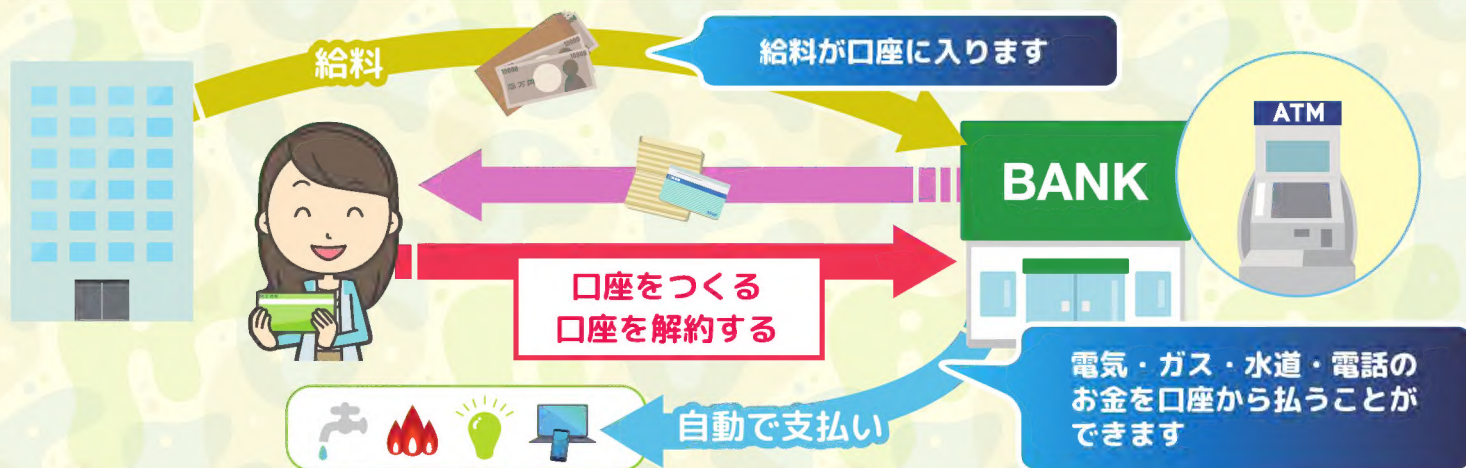 給料
給料が口座に入ります
ATM
BANK
口座をつくる
口座を解約する
電気・ガス・水道・電話の
お金を口座から払うことが
できます
自動で支払い